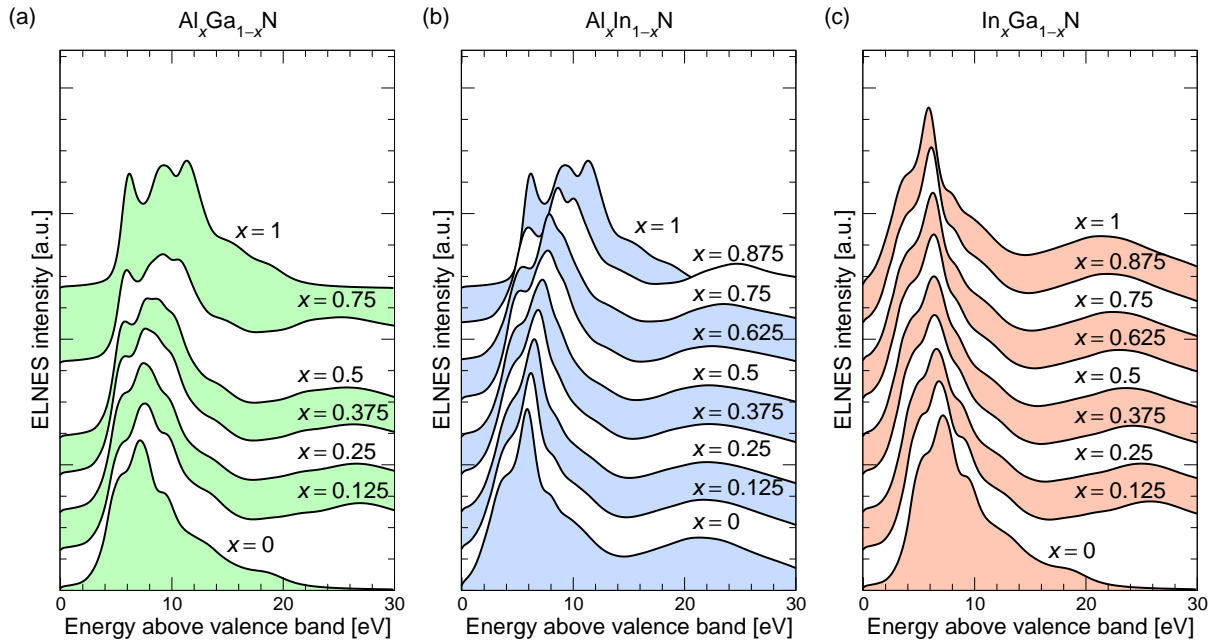 (a)
AlxGa1−xN
ELNES intensity [a.u.]
x = 1
x = 0.75
x = 0.5
x = 0.375
x = 0.25
x = 0.125
x = 0
0 10 20 30
Energy above valence band [eV]
(b)
AlxIn1−xN
ELNES intensity [a.u.]
x = 1
x = 0.875
x = 0.75
x = 0.625
x = 0.5
x = 0.375
x = 0.25
x = 0.125
x = 0
0 10 20 30
Energy above valence band [eV]
(c)
InxGa1−xN
ELNES intensity [a.u.]
x = 1
x = 0.875
x = 0.75
x = 0.625
x = 0.5
x = 0.375
x = 0.25
x = 0.125
x = 0
0 10 20 30
Energy above valence band [eV]